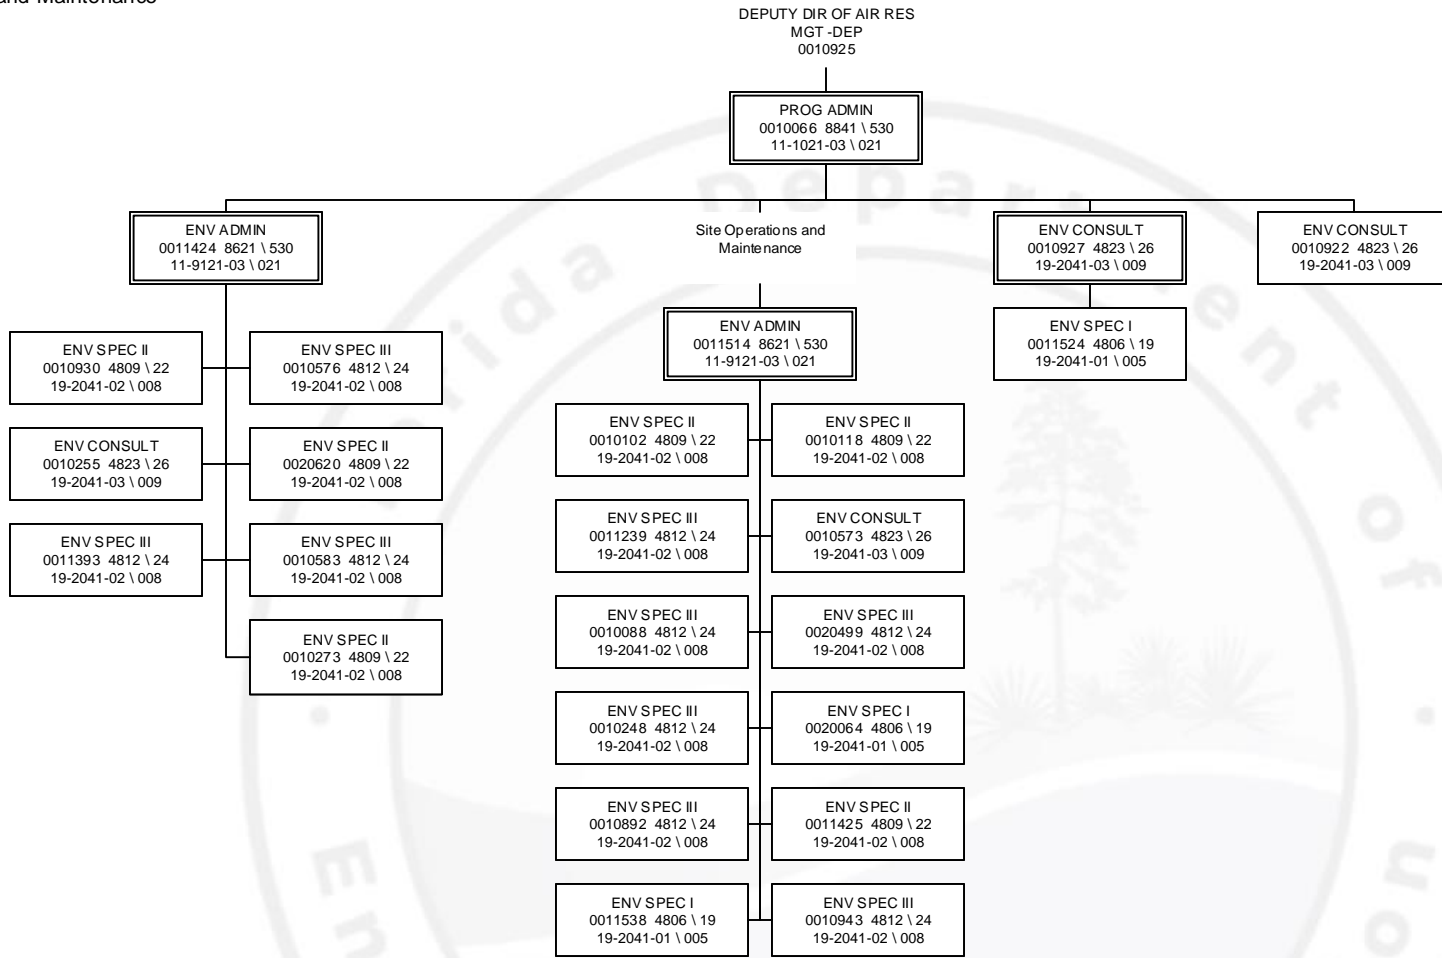 and Maintenance
DEPUTY DIR OF AIR RES
MGT -DEP
0010925
PROG ADMIN
0010066 8841 \ 530
11-1021-03 \ 021
ENV ADMIN
0011424 8621 \ 530
11-9121-03 \ 021
Site Operations and
Maintenance
ENV CONSULT
0010927 4823 \ 26
19-2041-03 \ 009
ENV CONSULT
0010922 4823 \ 26
19-2041-03 \ 009
ENV SPEC II
0010930 4809 \ 22
19-2041-02 \ 008
ENV SPEC III
0010576 4812 \ 24
19-2041-02 \ 008
ENV CONSULT
0010255 4823 \ 26
19-2041-03 \ 009
ENV SPEC II
0020620 4809 \ 22
19-2041-02 \ 008
ENV SPEC III
0011393 4812 \ 24
19-2041-02 \ 008
ENV SPEC III
0010583 4812 \ 24
19-2041-02 \ 008
ENV SPEC II
0010273 4809 \ 22
19-2041-02 \ 008
ENV ADMIN
0011514 8621 \ 530
11-9121-03 \ 021
ENV SPEC I
0011524 4806 \ 19
19-2041-01 \ 005
ENV SPEC II
0010102 4809 \ 22
19-2041-02 \ 008
ENV SPEC II
0010118 4809 \ 22
19-2041-02 \ 008
ENV SPEC III
0011239 4812 \ 24
19-2041-02 \ 008
ENV CONSULT
0010573 4823 \ 26
19-2041-03 \ 009
ENV SPEC III
0010088 4812 \ 24
19-2041-02 \ 008
ENV SPEC III
0020499 4812 \ 24
19-2041-02 \ 008
ENV SPEC III
0010248 4812 \ 24
19-2041-02 \ 008
ENV SPEC I
0020064 4806 \ 19
19-2041-01 \ 005
ENV SPEC III
0010892 4812 \ 24
19-2041-02 \ 008
ENV SPEC II
0011425 4809 \ 22
19-2041-02 \ 008
ENV SPEC I
0011538 4806 \ 19
19-2041-01 \ 005
ENV SPEC III
0010943 4812 \ 24
19-2041-02 \ 008